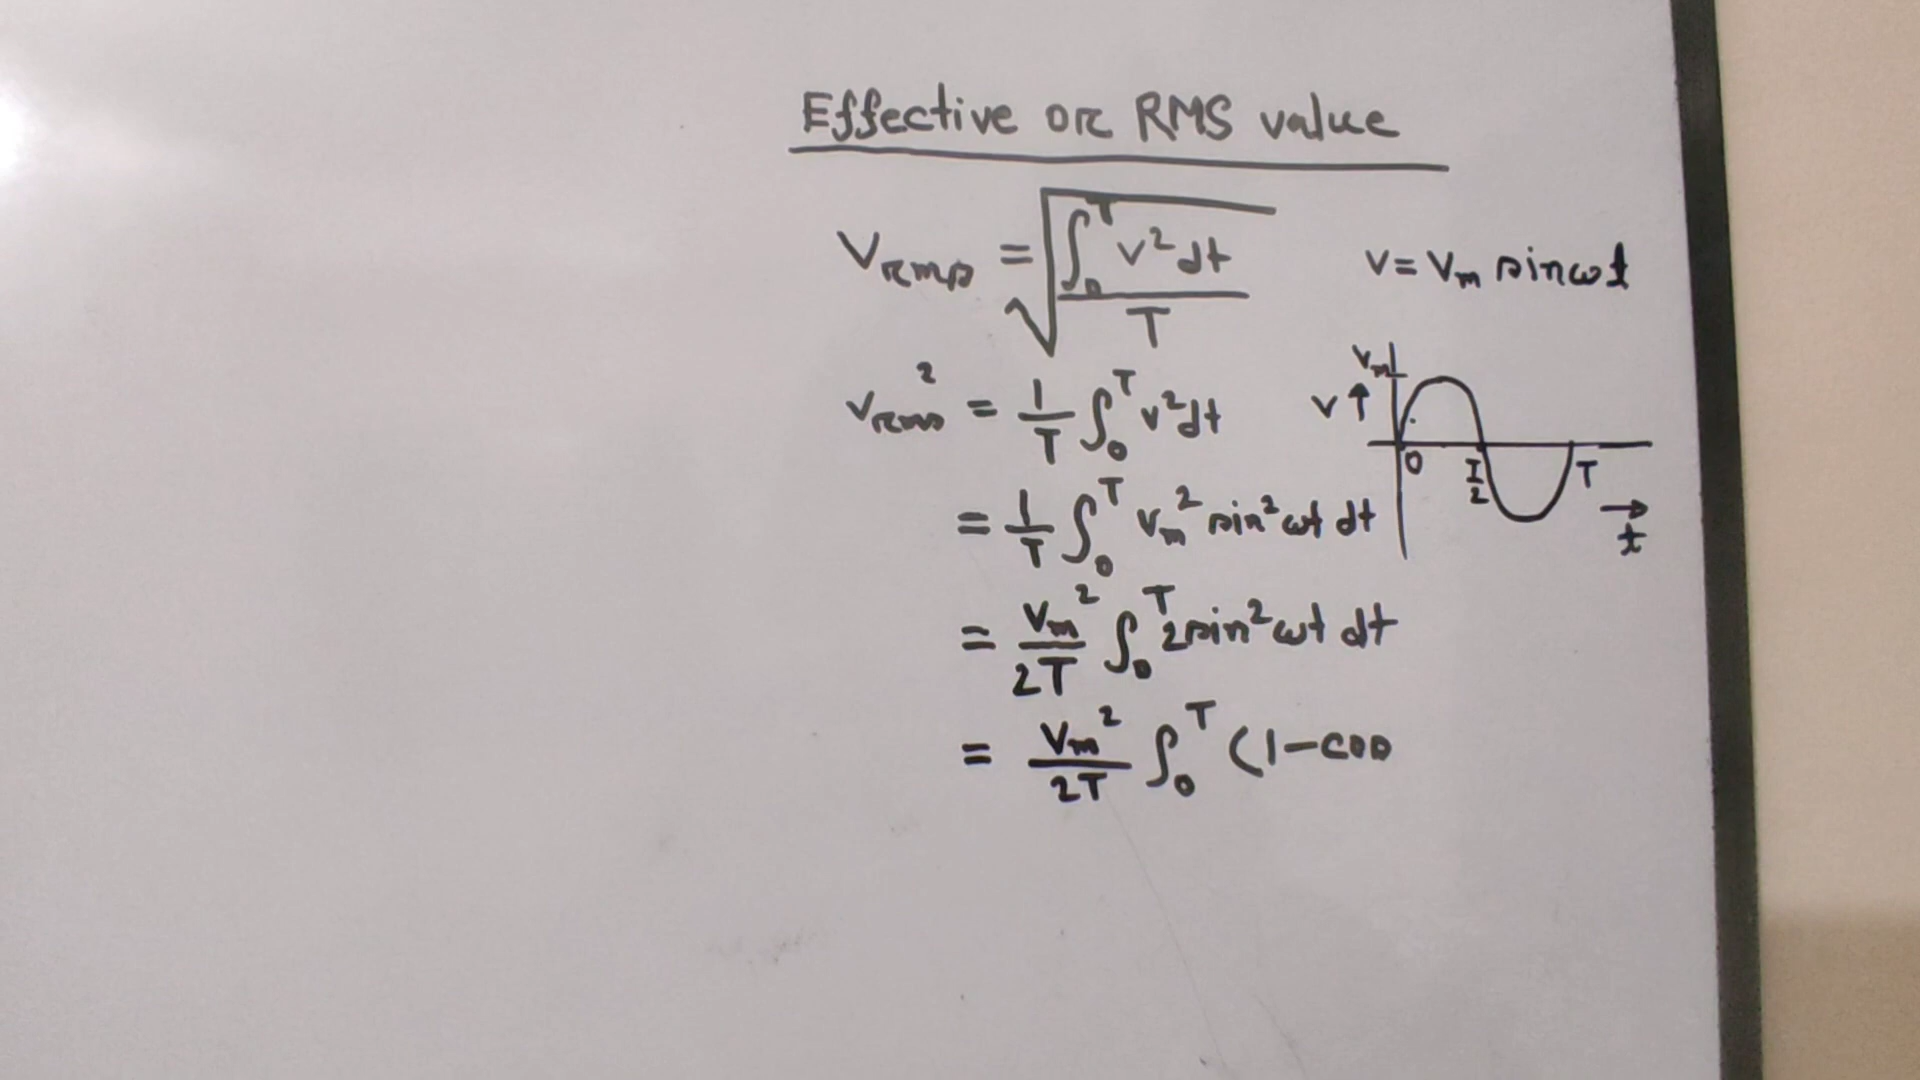 Effective or RMS value
Vrms = √(∫₀ᵀ v² dt / T)
v = Vm sinωt
Vrms² = 1/T ∫₀ᵀ v² dt
= 1/T ∫₀ᵀ Vm² sin²ωt dt
= Vm²/2T ∫₀ᵀ 2sin²ωt dt
= Vm²/2T ∫₀ᵀ (1-cos
Vm
v ↑
0 T/2 T
→
t